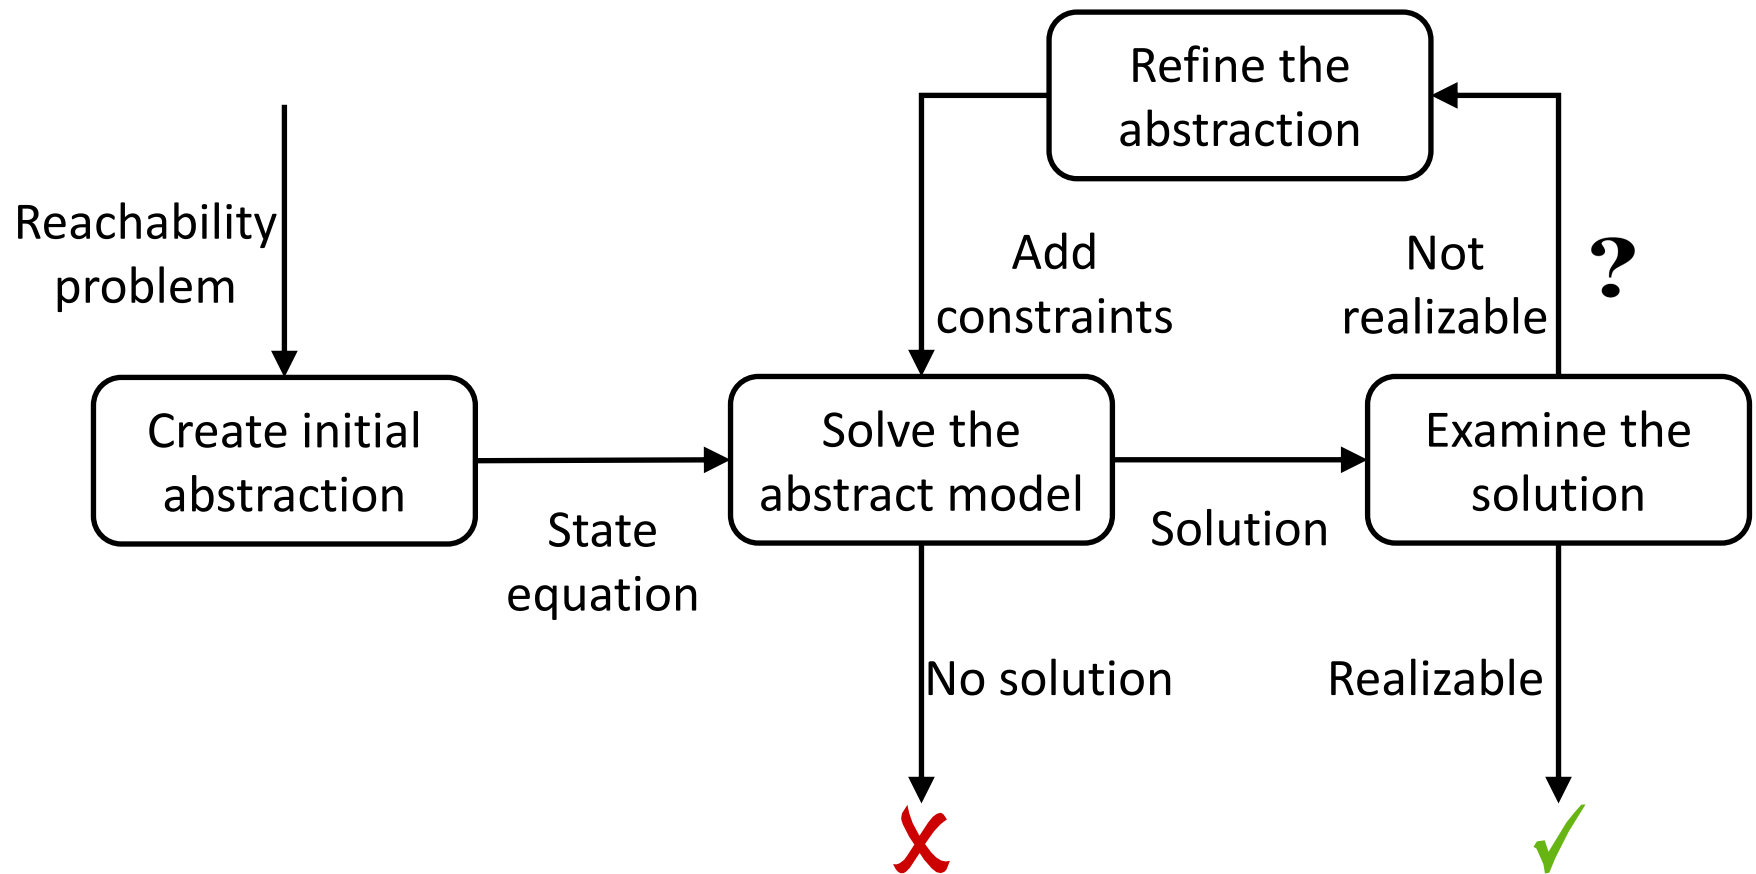 Refine the
abstraction
Reachability
problem
Add
constraints
Not
realizable
?
Create initial
abstraction
State
equation
Solve the
abstract model
Solution
Examine the
solution
No solution
Realizable